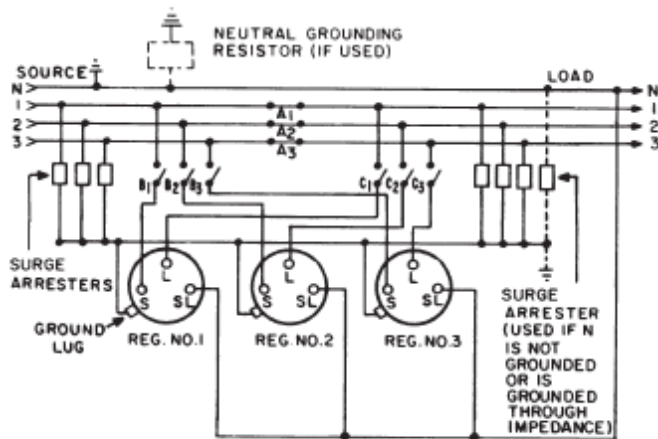 NEUTRAL GROUNDING
RESISTOR (IF USED)
SOURCE
LOAD
N
N
1
A1
1
2
A2
2
3
A3
3
B1
B2
B3
C1
C2
C3
SURGE
ARRESTERS
L
L
L
S
SL
S
SL
S
SL
GROUND
LUG
REG. NO.1
REG. NO.2
REG. NO.3
SURGE
ARRESTER
(USED IF N
IS NOT
GROUNDED
OR IS
GROUNDED
THROUGH
IMPEDANCE)